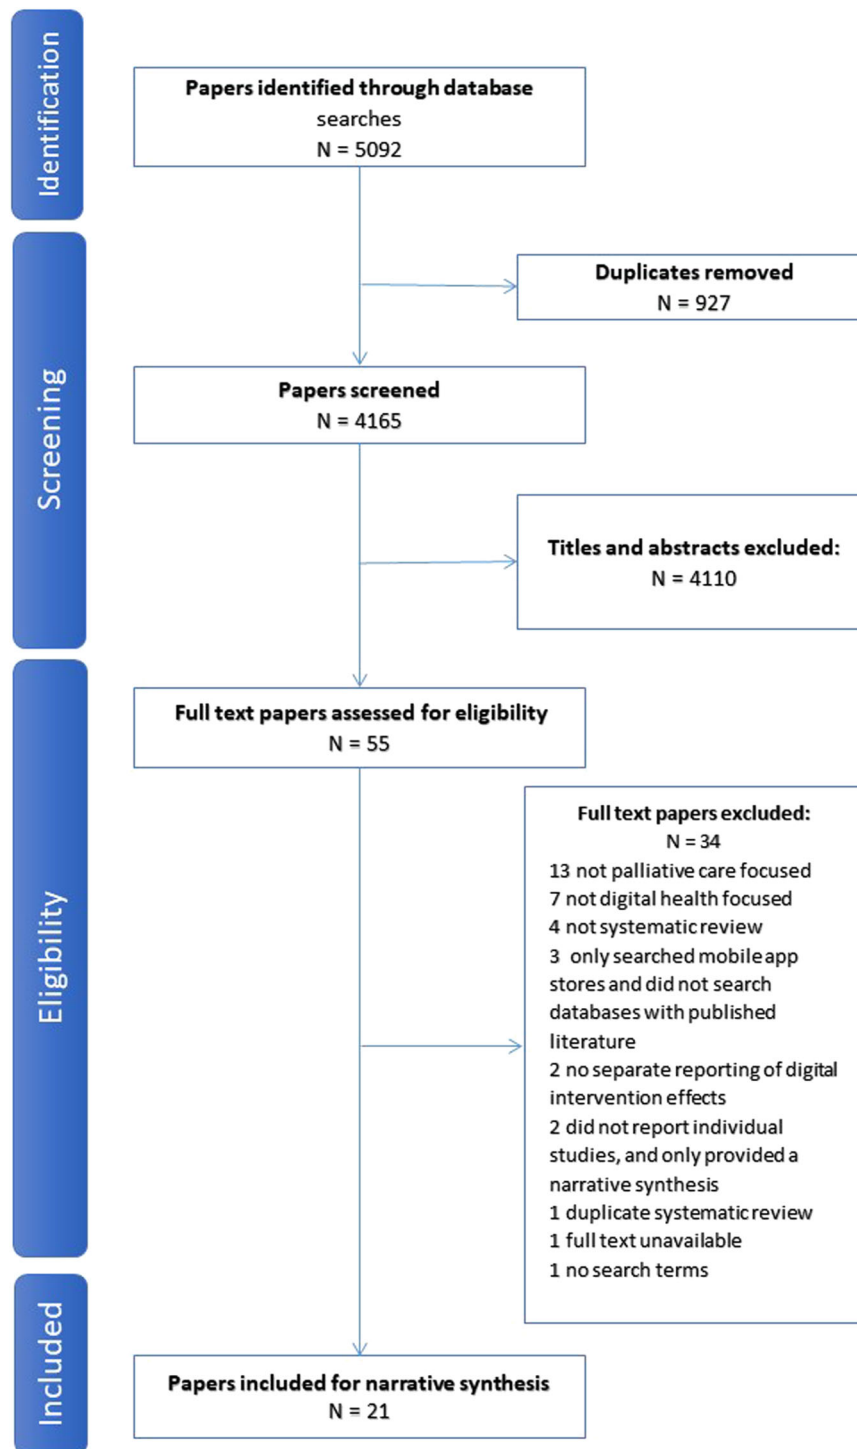 Identification
Papers identified through database
searches
N = 5092
Duplicates removed
N = 927
Screening
Papers screened
N = 4165
Titles and abstracts excluded:
N = 4110
Eligibility
Full text papers assessed for eligibility
N = 55
Full text papers excluded:
N = 34
13 not palliative care focused
7 not digital health focused
4 not systematic review
3 only searched mobile app
stores and did not search
databases with published
literature
2 no separate reporting of digital
intervention effects
2 did not report individual
studies, and only provided a
narrative synthesis
1 duplicate systematic review
1 full text unavailable
1 no search terms
Included
Papers included for narrative synthesis
N = 21